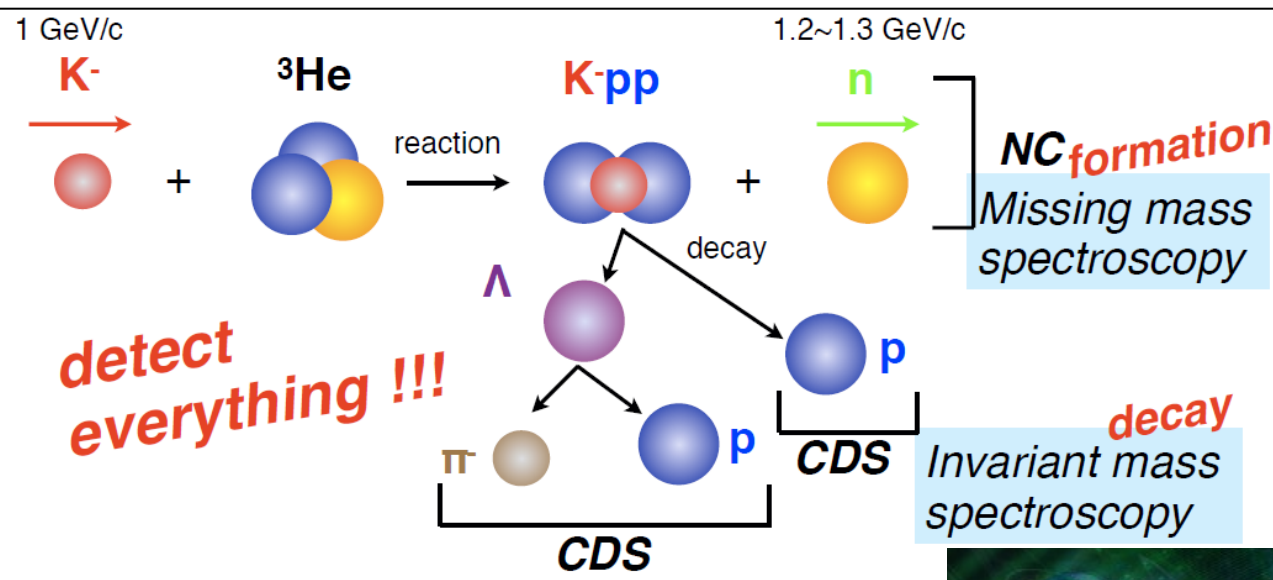 1 GeV/c
1.2~1.3 GeV/c
K-
³He
K-pp
n
+
reaction
+
NC formation
Missing mass
spectroscopy
decay
Λ
detect
everything !!!
p
π-
p
CDS
decay
Invariant mass
spectroscopy
CDS